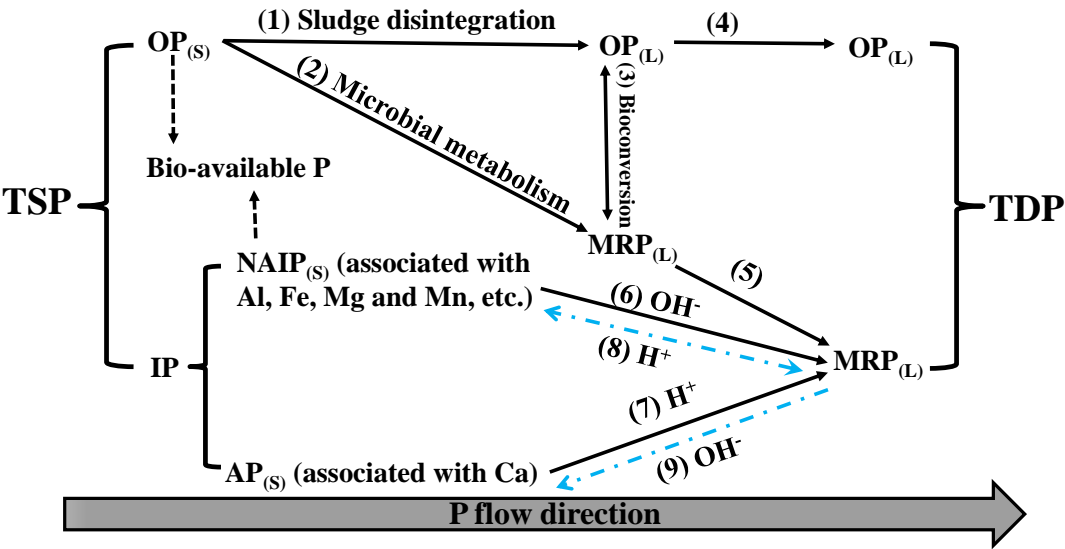 (1) Sludge disintegration
(4)
OP(S)
OP(L)
OP(L)
(2) Microbial metabolism
(3) Bioconversion
Bio-available P
TSP
TDP
MRP(L)
NAIP(S) (associated with
Al, Fe, Mg and Mn, etc.)
(5)
(6) OH-
(8) H+
IP
MRP(L)
(7) H+
(9) OH-
AP(S) (associated with Ca)
P flow direction